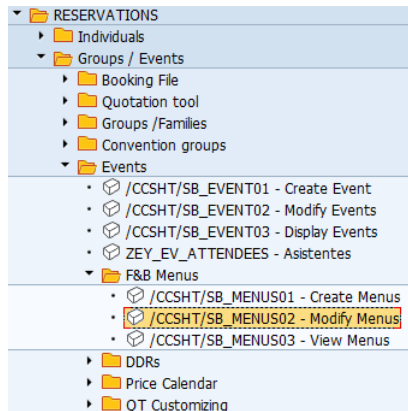 RESERVATIONS
Individuals
Groups / Events
Booking File
Quotation tool
Groups /Families
Convention groups
Events
/CCSHT/SB_EVENT01 - Create Event
/CCSHT/SB_EVENT02 - Modify Events
/CCSHT/SB_EVENT03 - Display Events
ZEY_EV_ATTENDEES - Asistentes
F&B Menus
/CCSHT/SB_MENUS01 - Create Menus
/CCSHT/SB_MENUS02 - Modify Menus
/CCSHT/SB_MENUS03 - View Menus
DDRs
Price Calendar
OT Customizing